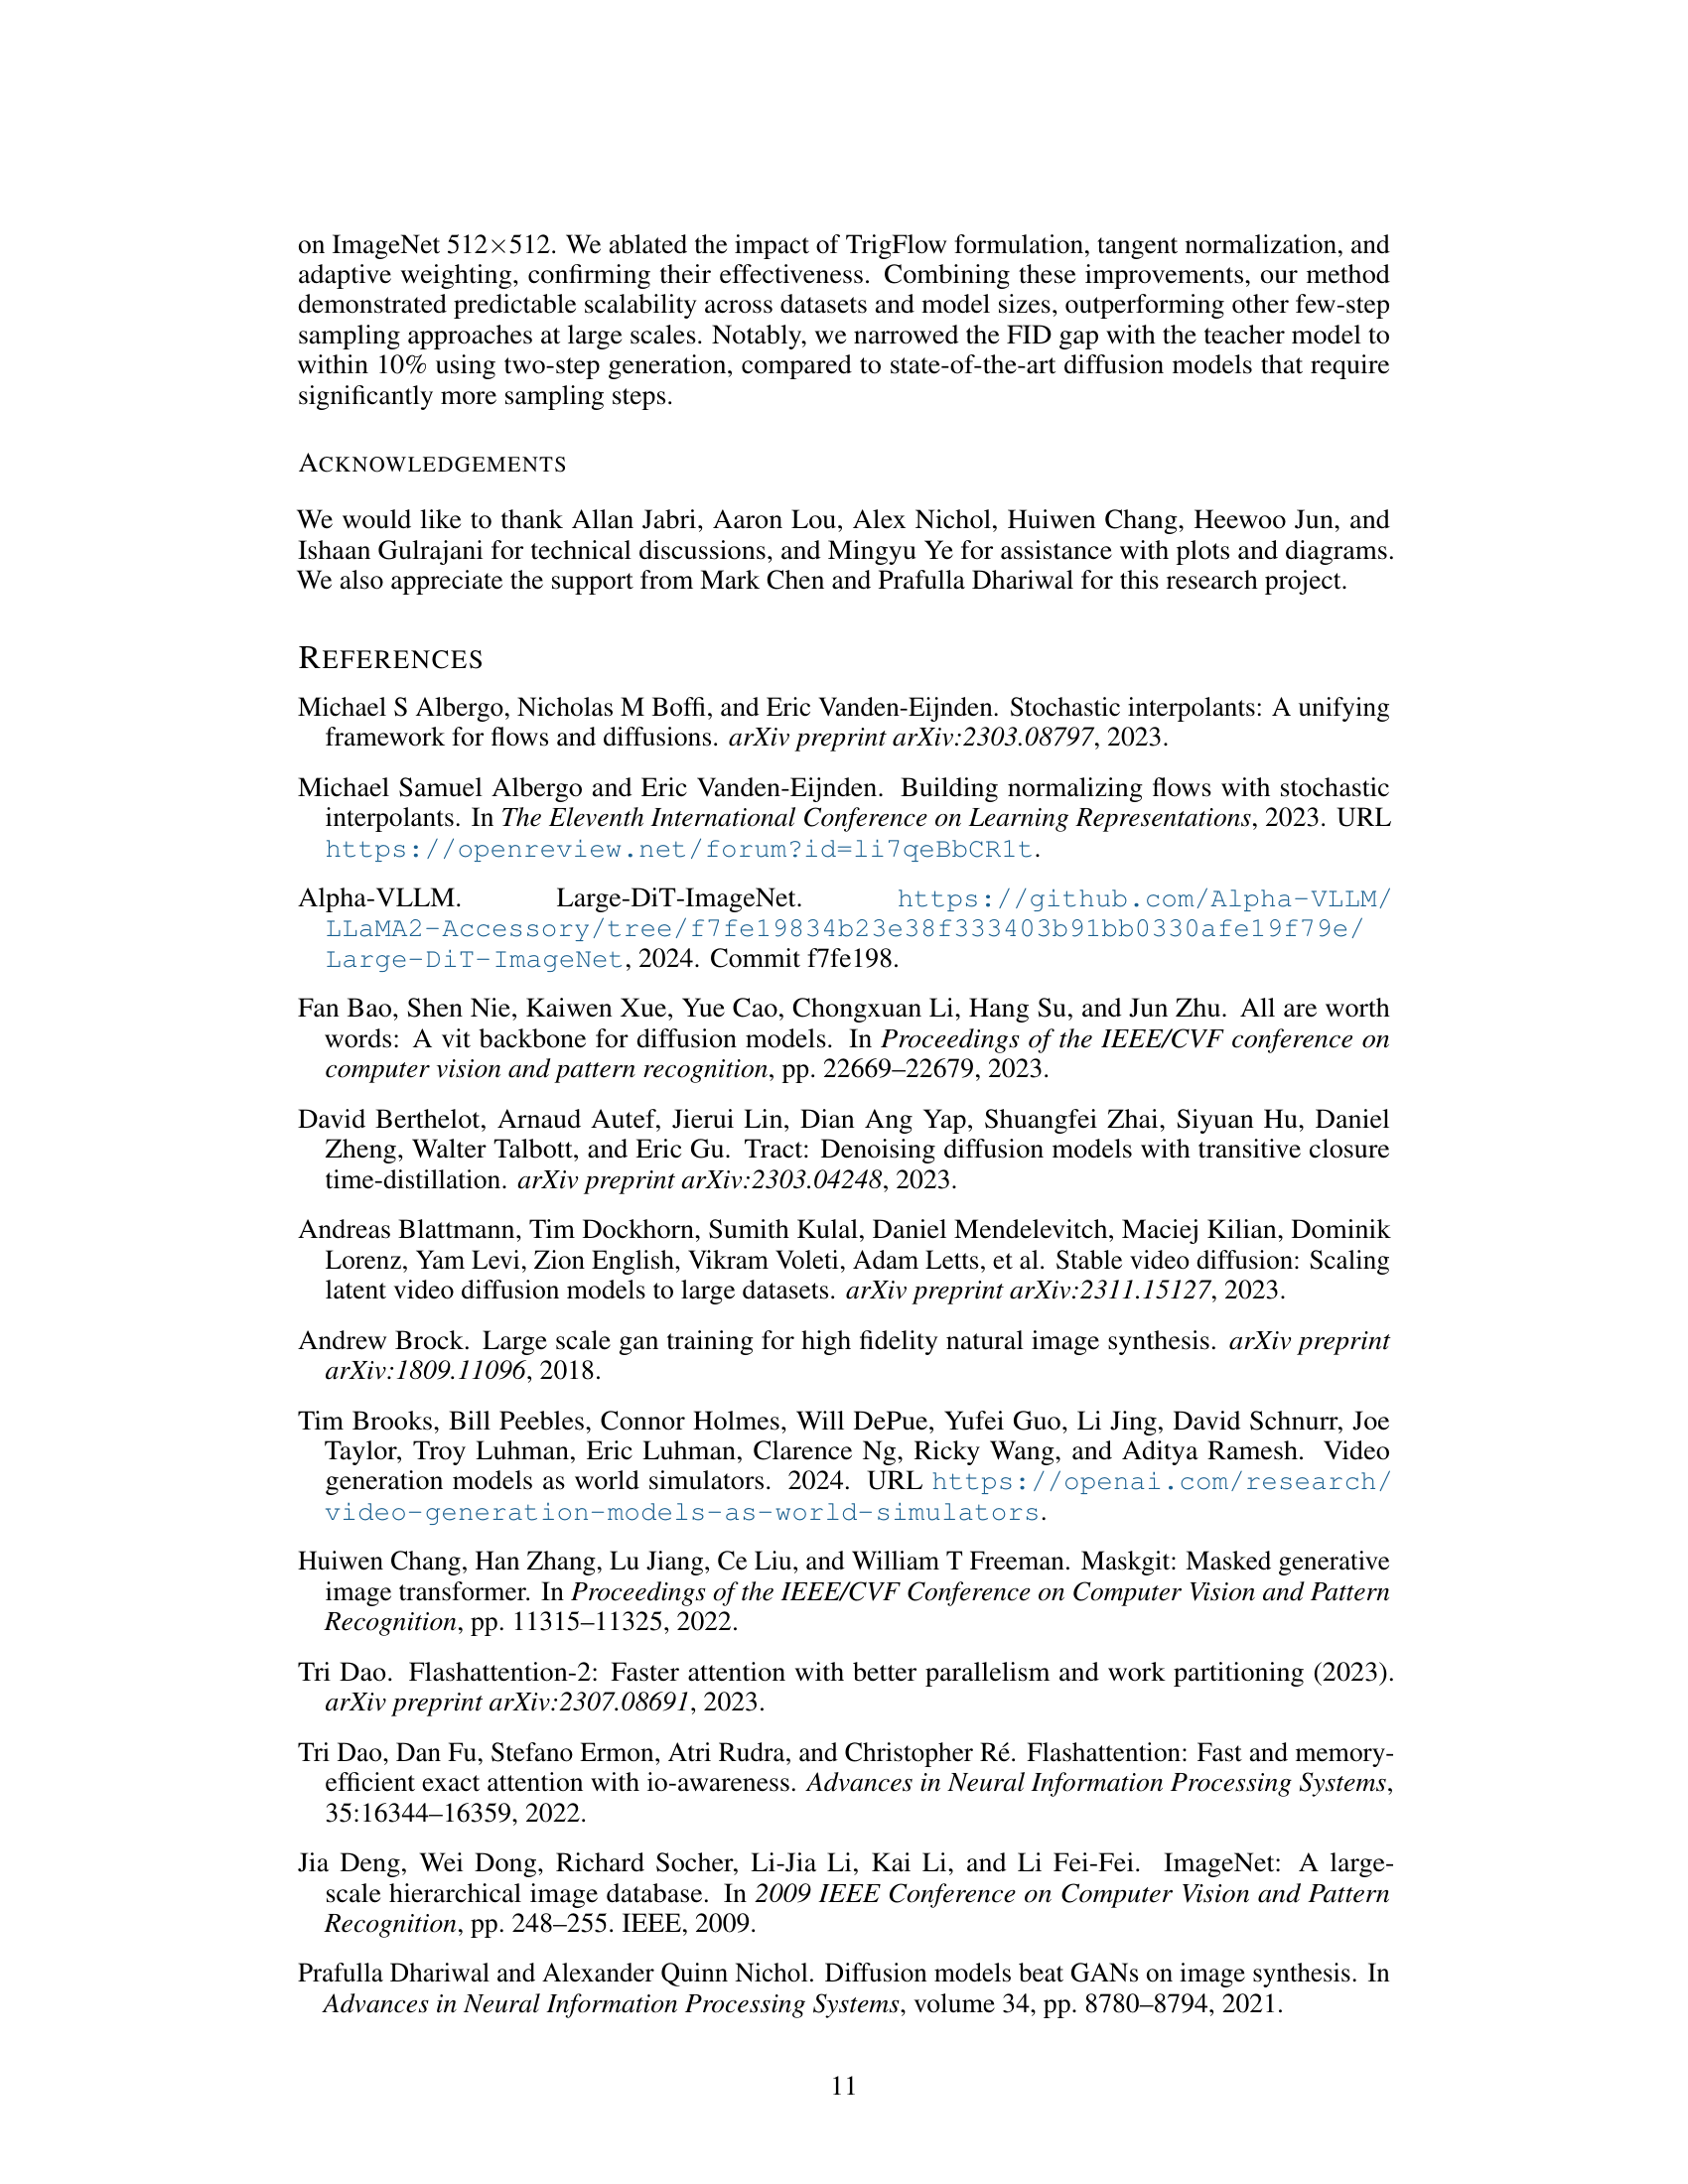 on ImageNet 512×512. We ablated the impact of TrigFlow formulation, tangent normalization, and
adaptive weighting, confirming their effectiveness. Combining these improvements, our method
demonstrated predictable scalability across datasets and model sizes, outperforming other few-step
sampling approaches at large scales. Notably, we narrowed the FID gap with the teacher model to
within 10% using two-step generation, compared to state-of-the-art diffusion models that require
significantly more sampling steps.
ACKNOWLEDGEMENTS
We would like to thank Allan Jabri, Aaron Lou, Alex Nichol, Huiwen Chang, Heewoo Jun, and
Ishaan Gulrajani for technical discussions, and Mingyu Ye for assistance with plots and diagrams.
We also appreciate the support from Mark Chen and Prafulla Dhariwal for this research project.
REFERENCES
Michael S Albergo, Nicholas M Boffi, and Eric Vanden-Eijnden. Stochastic interpolants: A unifying
framework for flows and diffusions. arXiv preprint arXiv:2303.08797, 2023.
Michael Samuel Albergo and Eric Vanden-Eijnden. Building normalizing flows with stochastic
interpolants. In The Eleventh International Conference on Learning Representations, 2023. URL
https://openreview.net/forum?id=li7qeBbCR1t.
Alpha-VLLM. Large-DiT-ImageNet. https://github.com/Alpha-VLLM/
LLaMA2-Accessory/tree/f7fe19834b23e38f333403b91bb0330afe19f79e/
Large-DiT-ImageNet, 2024. Commit f7fe198.
Fan Bao, Shen Nie, Kaiwen Xue, Yue Cao, Chongxuan Li, Hang Su, and Jun Zhu. All are worth
words: A vit backbone for diffusion models. In Proceedings of the IEEE/CVF conference on
computer vision and pattern recognition, pp. 22669–22679, 2023.
David Berthelot, Arnaud Autef, Jierui Lin, Dian Ang Yap, Shuangfei Zhai, Siyuan Hu, Daniel
Zheng, Walter Talbott, and Eric Gu. Tract: Denoising diffusion models with transitive closure
time-distillation. arXiv preprint arXiv:2303.04248, 2023.
Andreas Blattmann, Tim Dockhorn, Sumith Kulal, Daniel Mendelevitch, Maciej Kilian, Dominik
Lorenz, Yam Levi, Zion English, Vikram Voleti, Adam Letts, et al. Stable video diffusion: Scaling
latent video diffusion models to large datasets. arXiv preprint arXiv:2311.15127, 2023.
Andrew Brock. Large scale gan training for high fidelity natural image synthesis. arXiv preprint
arXiv:1809.11096, 2018.
Tim Brooks, Bill Peebles, Connor Holmes, Will DePue, Yufei Guo, Li Jing, David Schnurr, Joe
Taylor, Troy Luhman, Eric Luhman, Clarence Ng, Ricky Wang, and Aditya Ramesh. Video
generation models as world simulators. 2024. URL https://openai.com/research/
video-generation-models-as-world-simulators.
Huiwen Chang, Han Zhang, Lu Jiang, Ce Liu, and William T Freeman. Maskgit: Masked generative
image transformer. In Proceedings of the IEEE/CVF Conference on Computer Vision and Pattern
Recognition, pp. 11315–11325, 2022.
Tri Dao. Flashattention-2: Faster attention with better parallelism and work partitioning (2023).
arXiv preprint arXiv:2307.08691, 2023.
Tri Dao, Dan Fu, Stefano Ermon, Atri Rudra, and Christopher Ré. Flashattention: Fast and memory-
efficient exact attention with io-awareness. Advances in Neural Information Processing Systems,
35:16344–16359, 2022.
Jia Deng, Wei Dong, Richard Socher, Li-Jia Li, Kai Li, and Li Fei-Fei. ImageNet: A large-
scale hierarchical image database. In 2009 IEEE Conference on Computer Vision and Pattern
Recognition, pp. 248–255. IEEE, 2009.
Prafulla Dhariwal and Alexander Quinn Nichol. Diffusion models beat GANs on image synthesis. In
Advances in Neural Information Processing Systems, volume 34, pp. 8780–8794, 2021.
11